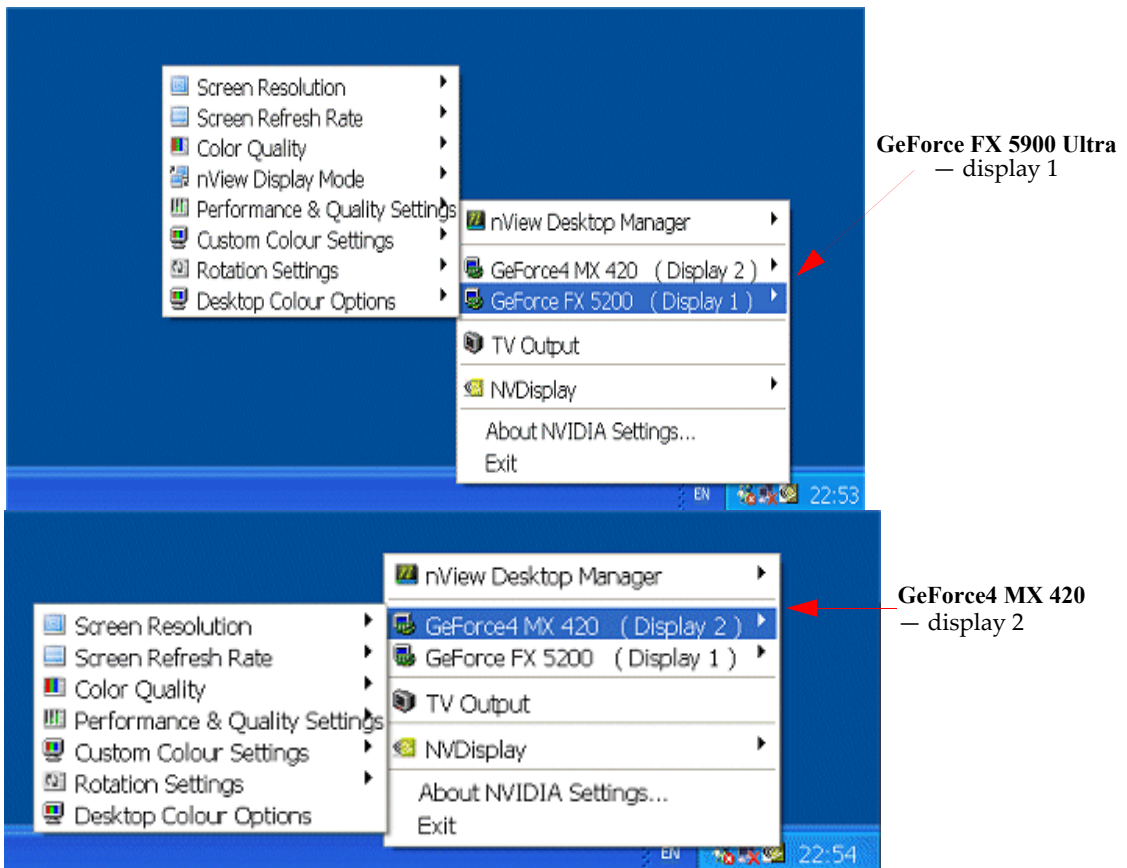 Screen Resolution
Screen Refresh Rate
Color Quality
nView Display Mode
Performance & Quality Settings
Custom Colour Settings
Rotation Settings
Desktop Colour Options
nView Desktop Manager
GeForce4 MX 420 ( Display 2 )
GeForce FX 5200 ( Display 1 )
TV Output
NVDisplay
About NVIDIA Settings...
Exit
EN 22:53
GeForce FX 5900 Ultra
— display 1
nView Desktop Manager
GeForce4 MX 420 ( Display 2 )
GeForce FX 5200 ( Display 1 )
TV Output
NVDisplay
About NVIDIA Settings...
Exit
Screen Resolution
Screen Refresh Rate
Color Quality
Performance & Quality Settings
Custom Colour Settings
Rotation Settings
Desktop Colour Options
EN 22:54
GeForce4 MX 420
— display 2